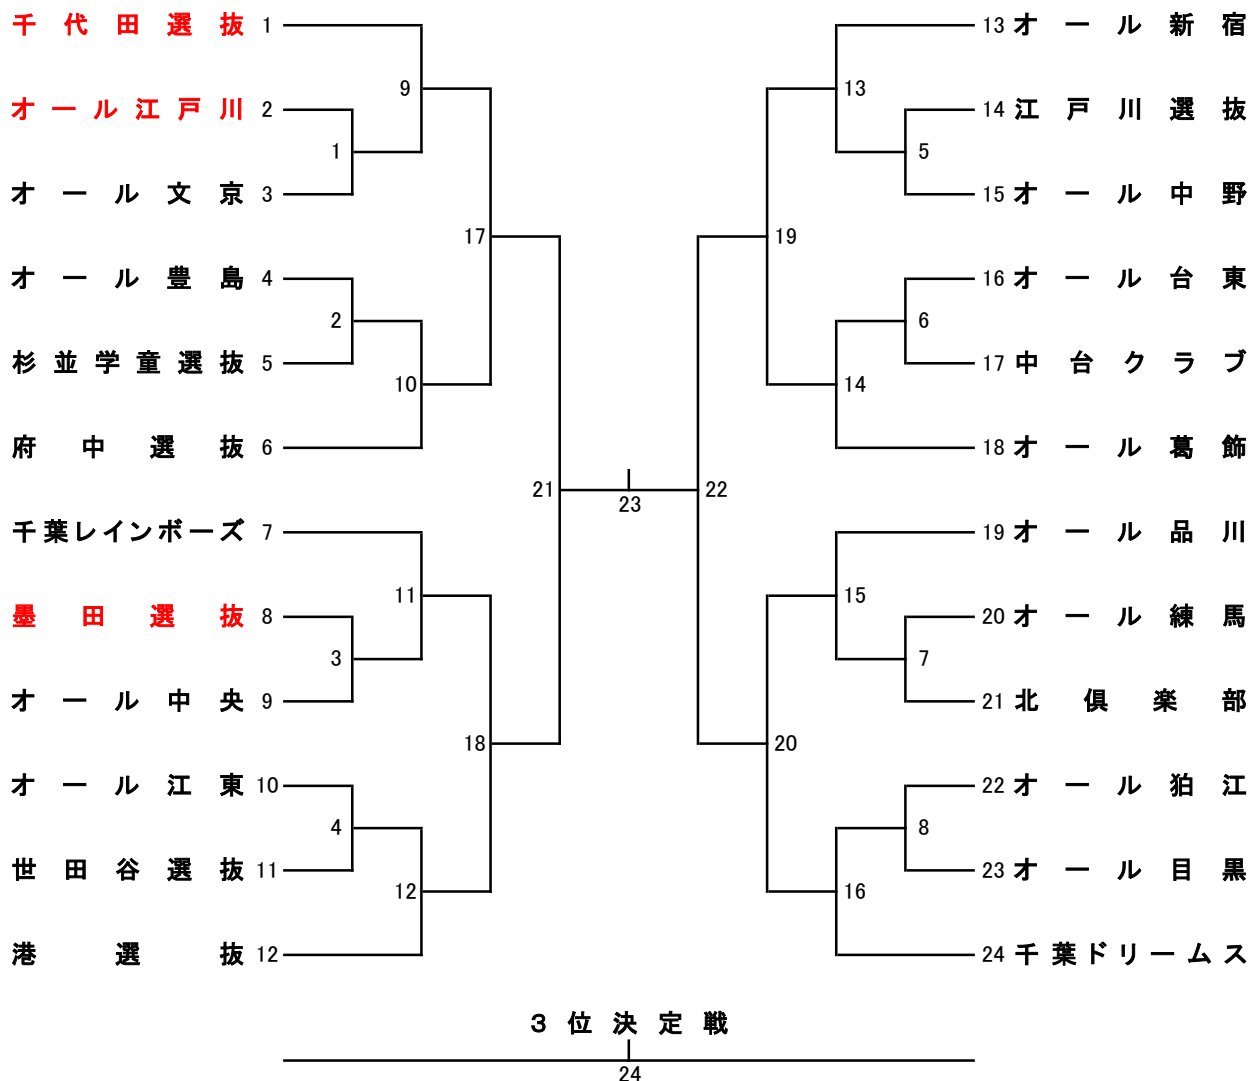 千代田選抜 1
13 オール新宿
9
13
オール江戸川 2
14 江戸川選抜
1
5
オール文京 3
15 オール中野
17
19
オール豊島 4
16 オール台東
2
6
杉並学童選抜 5
17 中台クラブ
10
14
府中選抜 6
18 オール葛飾
21
23
22
千葉レインボーズ 7
19 オール品川
11
15
墨田選抜 8
20 オール練馬
3
7
オール中央 9
21 北倶楽部
18
20
オール江東 10
22 オール狛江
4
8
世田谷選抜 11
23 オール目黒
12
16
港選抜 12
24 千葉ドリームス
3位決定戦
24